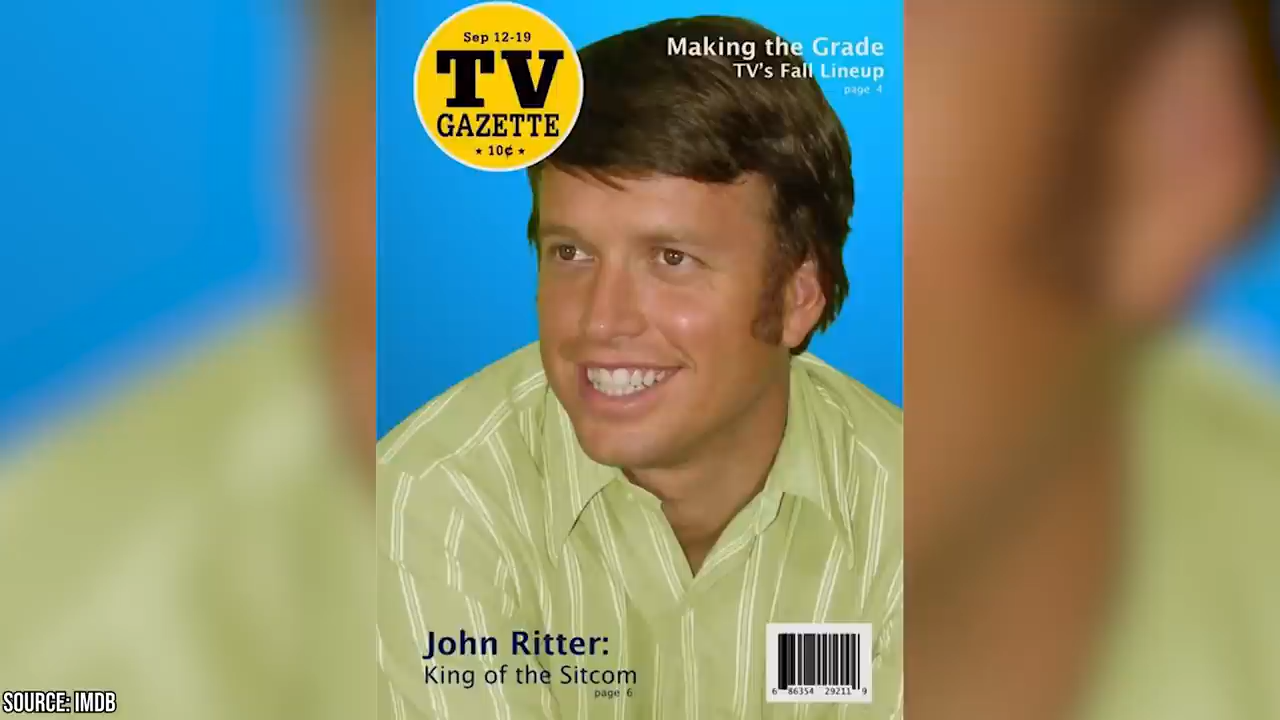 Sep 12-19
TV
GAZETTE
★ 10¢ ★
Making the Grade
TV's Fall Lineup
page 4
John Ritter:
King of the Sitcom
page 6
6 86354 29211 9
SOURCE: IMDB